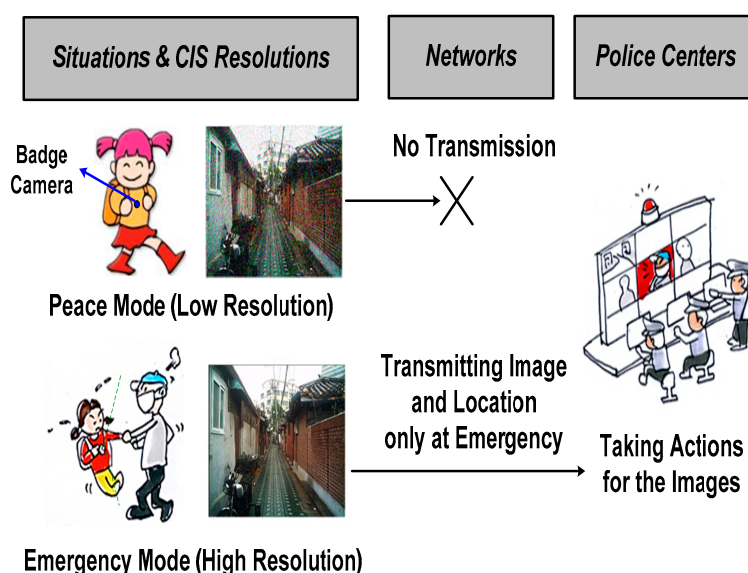 Situations & CIS Resolutions
Networks
Police Centers
Badge
Camera
No Transmission
Peace Mode (Low Resolution)
Transmitting Image
and Location
only at Emergency
Taking Actions
for the Images
Emergency Mode (High Resolution)